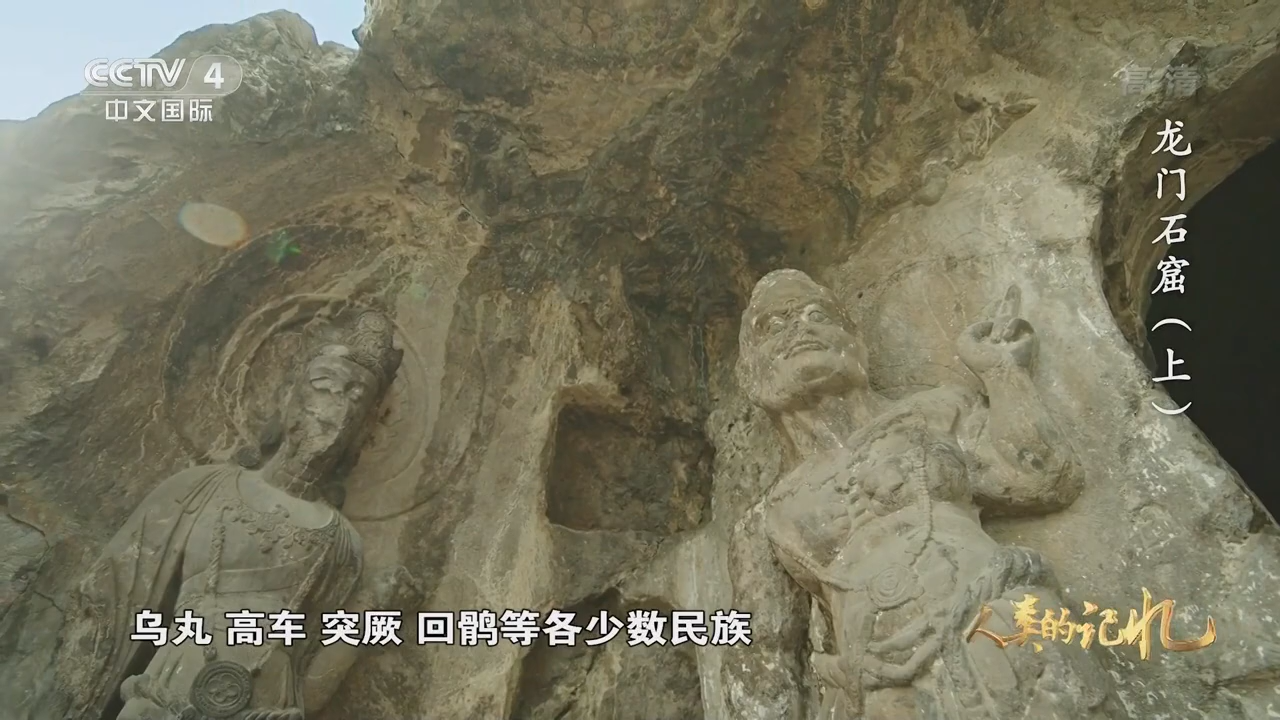 CCTV 4
中文国际
高清
龙门石窟（上）
乌丸 高车 突厥 回鹘等各少数民族
人类的记忆